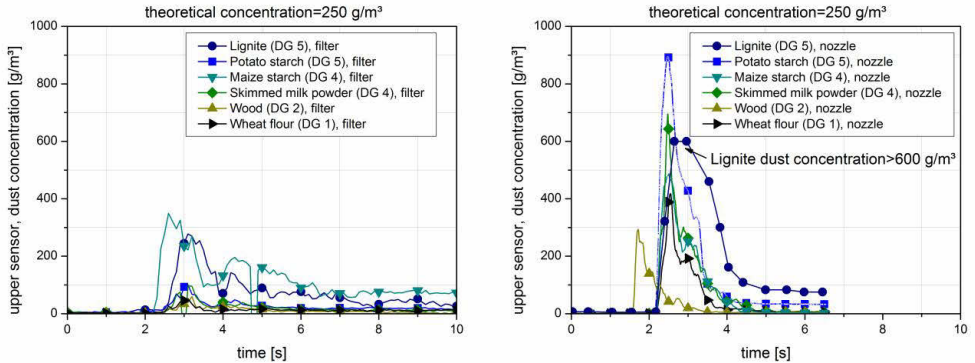 theoretical concentration=250 g/m³
upper sensor, dust concentration [g/m³]
1000
800
600
400
200
0
Lignite (DG 5), filter
Potato starch (DG 5), filter
Maize starch (DG 4), filter
Skimmed milk powder (DG 4), filter
Wood (DG 2), filter
Wheat flour (DG 1), filter
0 2 4 6 8 10
time [s]
theoretical concentration=250 g/m³
upper sensor, dust concentration [g/m³]
1000
800
600
400
200
0
Lignite (DG 5), nozzle
Potato starch (DG 5), nozzle
Maize starch (DG 4), nozzle
Skimmed milk powder (DG 4), nozzle
Wood (DG 2), nozzle
Wheat flour (DG 1), nozzle
Lignite dust concentration>600 g/m³
0 2 4 6 8 10
time [s]